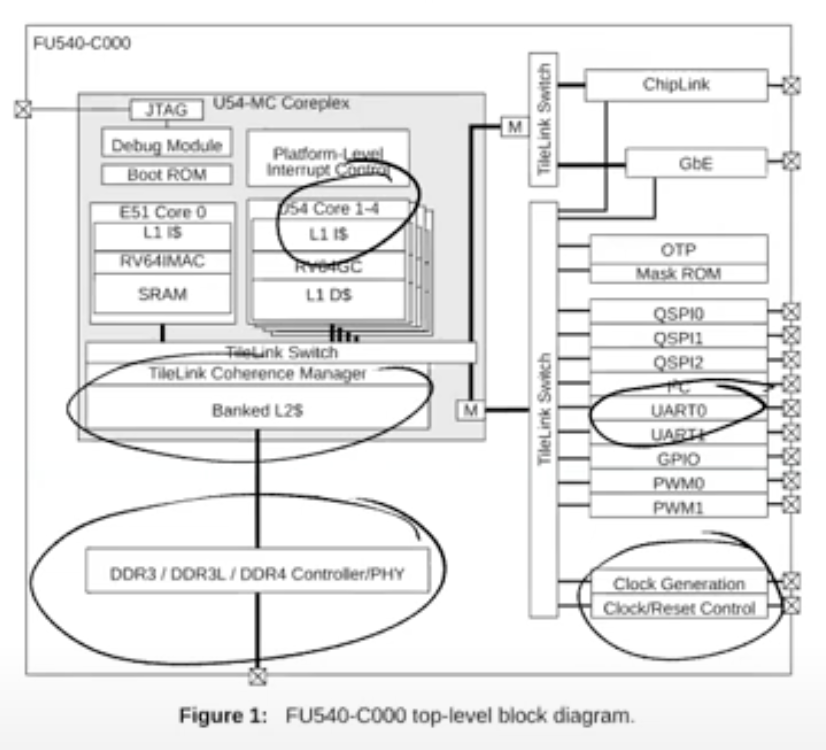 FU540-C000
U54-MC Coreplex
JTAG
Debug Module
Boot ROM
Platform-Level
Interrupt Control
E51 Core 0
L1 I$
RV64IMAC
SRAM
U54 Core 1-4
L1 I$
RV64GC
L1 D$
TileLink Switch
TileLink Coherence Manager
Banked L2$
M
M
DDR3 / DDR3L / DDR4 Controller/PHY
TileLink Switch
ChipLink
GbE
TileLink Switch
OTP
Mask ROM
QSPI0
QSPI1
QSPI2
I²C
UART0
UART1
GPIO
PWM0
PWM1
Clock Generation
Clock/Reset Control
Figure 1: FU540-C000 top-level block diagram.